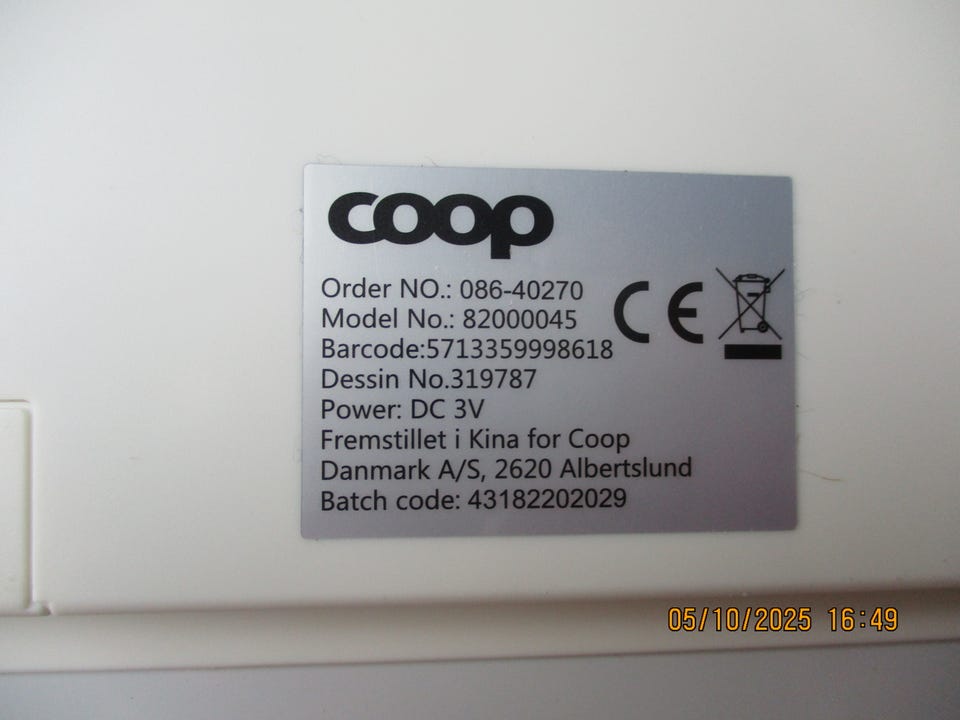 coop
Order NO.: 086-40270
Model No.: 82000045
Barcode:5713359998618
Dessin No.319787
Power: DC 3V
Fremstillet i Kina for Coop
Danmark A/S, 2620 Albertslund
Batch code: 43182202029
CE
05/10/2025 16:49